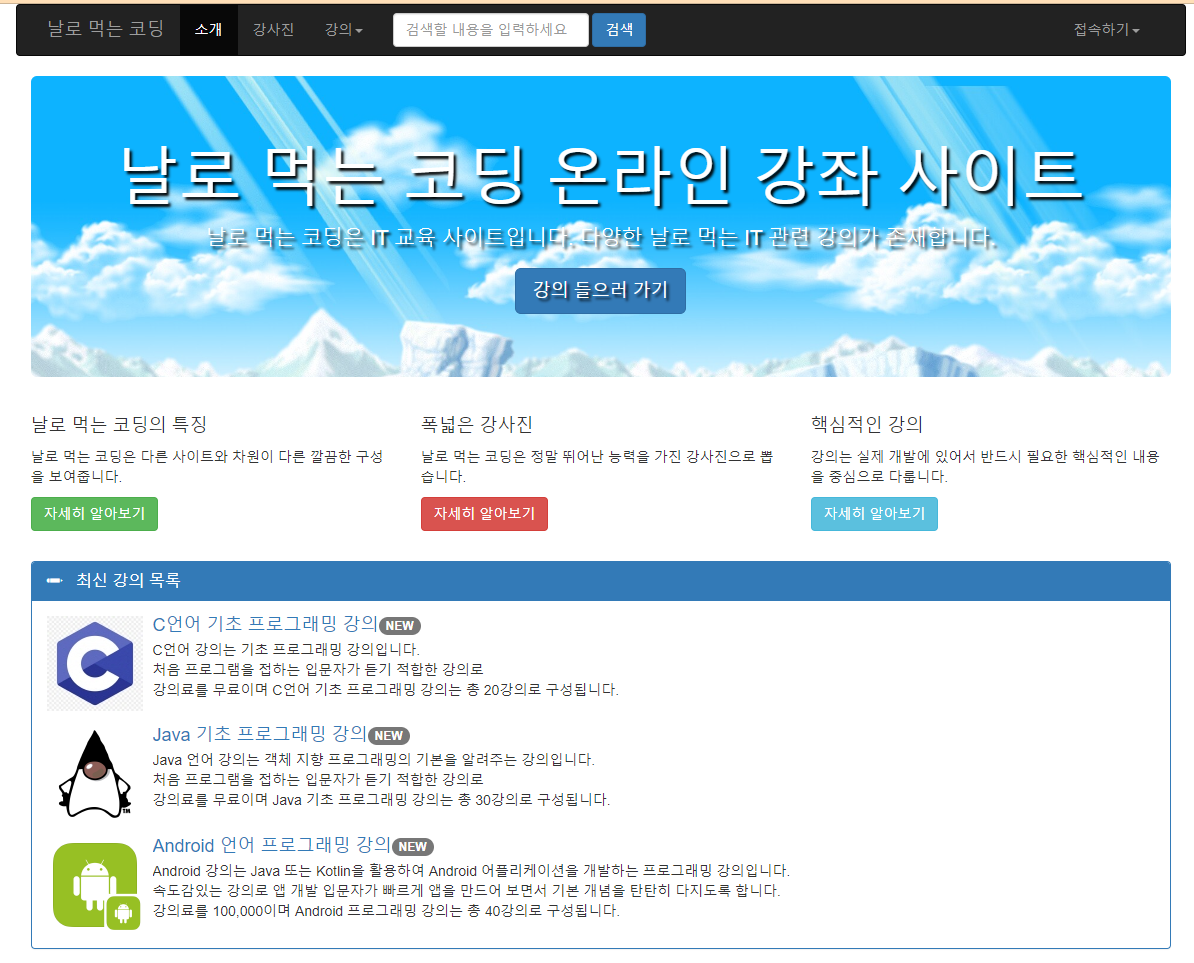 날로 먹는 코딩 소개 강사진 강의 검색할 내용을 입력하세요 검색 접속하기
날로 먹는 코딩 온라인 강좌 사이트
날로 먹는 코딩은 IT 교육 사이트입니다. 다양한 날로 먹는 IT 관련 강의가 존재합니다.
강의 들으러 가기
날로 먹는 코딩의 특징
날로 먹는 코딩은 다른 사이트와 차원이 다른 깔끔한 구성
을 보여줍니다.
자세히 알아보기
폭넓은 강사진
날로 먹는 코딩은 정말 뛰어난 능력을 가진 강사진으로 뽑
습니다.
자세히 알아보기
핵심적인 강의
강의는 실제 개발에 있어서 반드시 필요한 핵심적인 내용
을 중심으로 다룹니다.
자세히 알아보기
최신 강의 목록
C언어 기초 프로그래밍 강의 NEW
C언어 강의는 기초 프로그래밍 강의입니다.
처음 프로그램을 접하는 입문자가 듣기 적합한 강의로
강의료를 무료이며 C언어 기초 프로그래밍 강의는 총 20강의로 구성됩니다.
Java 기초 프로그래밍 강의 NEW
Java 언어 강의는 객체 지향 프로그래밍의 기본을 알려주는 강의입니다.
처음 프로그램을 접하는 입문자가 듣기 적합한 강의로
강의료를 무료이며 Java 기초 프로그래밍 강의는 총 30강의로 구성됩니다.
Android 언어 프로그래밍 강의 NEW
Android 강의는 Java 또는 Kotlin을 활용하여 Android 어플리케이션을 개발하는 프로그래밍 강의입니다.
속도감있는 강의로 앱 개발 입문자가 빠르게 앱을 만드어 보면서 기본 개념을 탄탄히 다지도록 합니다.
강의료를 100,000이며 Android 프로그래밍 강의는 총 40강의로 구성됩니다.